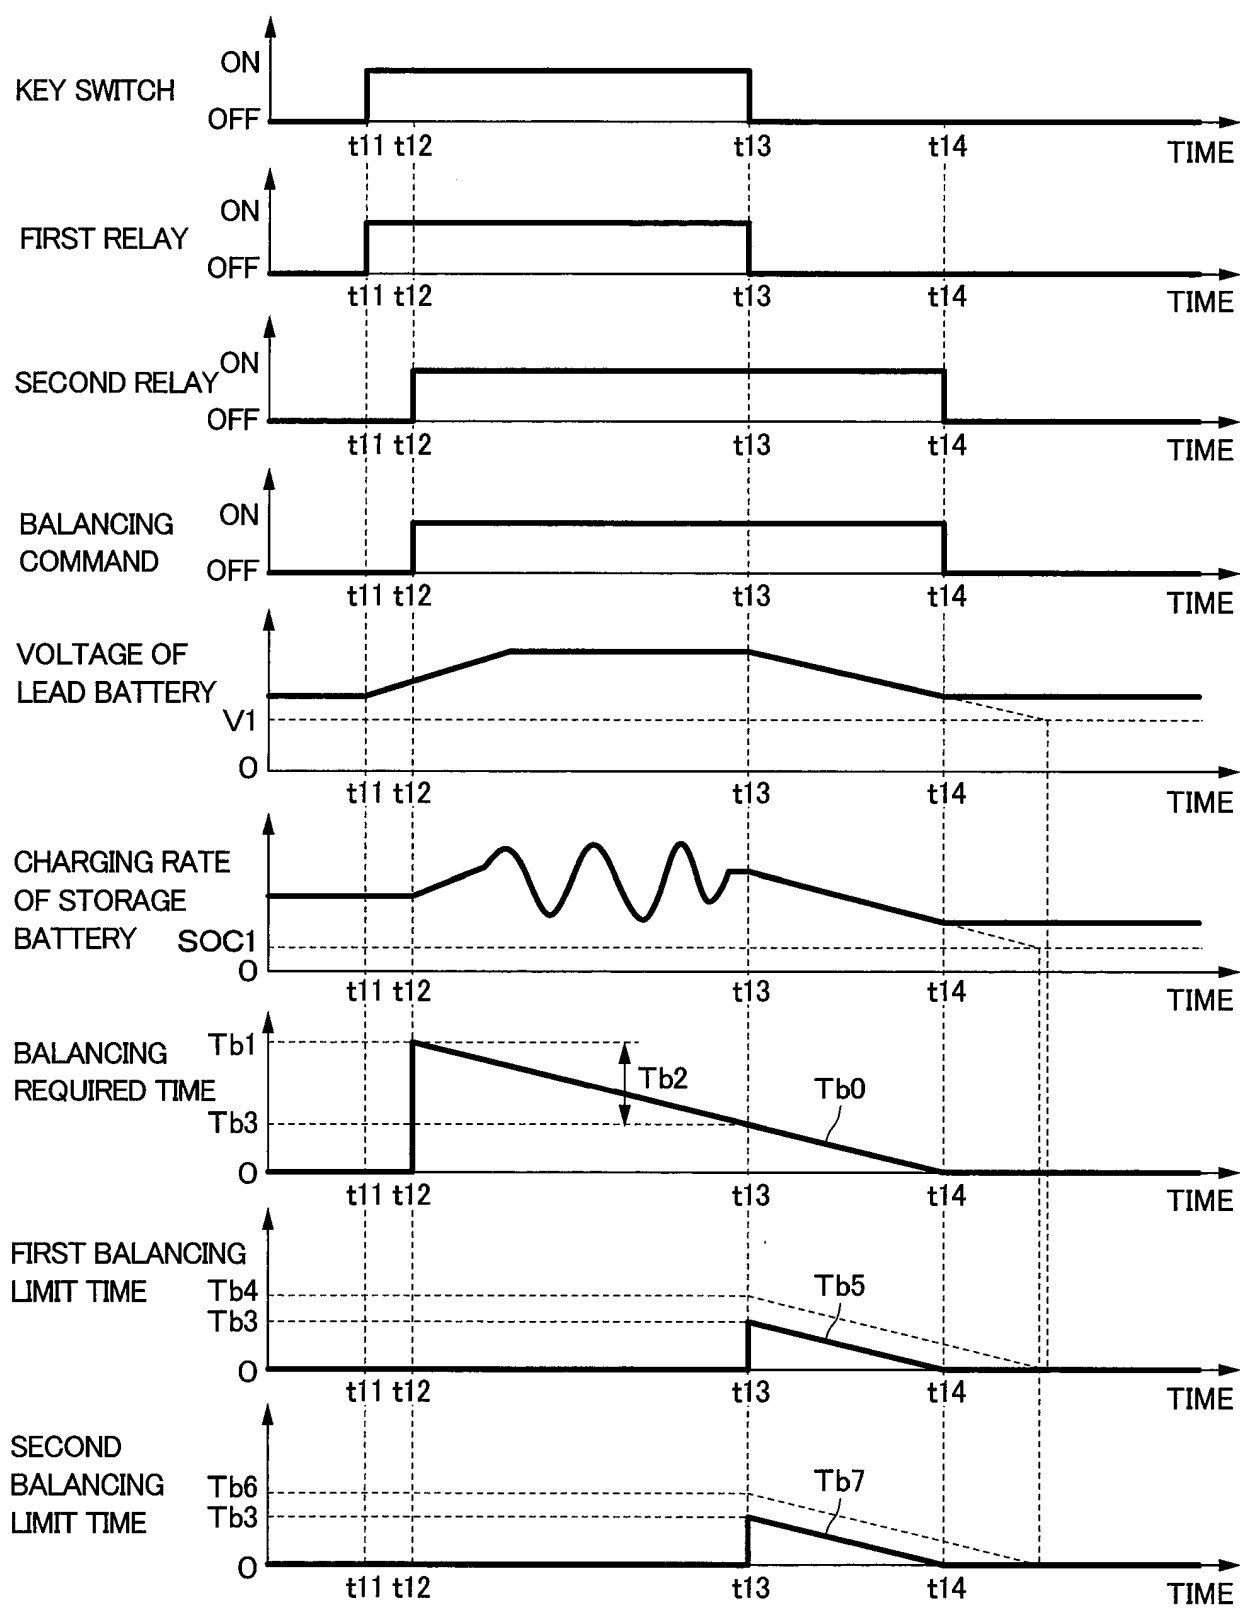 ON
KEY SWITCH
OFF
t11 t12 t13 t14 TIME
ON
FIRST RELAY
OFF
t11 t12 t13 t14 TIME
ON
SECOND RELAY
OFF
t11 t12 t13 t14 TIME
ON
BALANCING
COMMAND
OFF
t11 t12 t13 t14 TIME
VOLTAGE OF
LEAD BATTERY
V1
0
t11 t12 t13 t14 TIME
CHARGING RATE
OF STORAGE
BATTERY
SOC1
0
t11 t12 t13 t14 TIME
Tb1
BALANCING
REQUIRED TIME
Tb2
Tb0
Tb3
0
t11 t12 t13 t14 TIME
FIRST BALANCING
LIMIT TIME
Tb4
Tb5
Tb3
0
t11 t12 t13 t14 TIME
SECOND
BALANCING
LIMIT TIME
Tb6
Tb7
Tb3
0
t11 t12 t13 t14 TIME